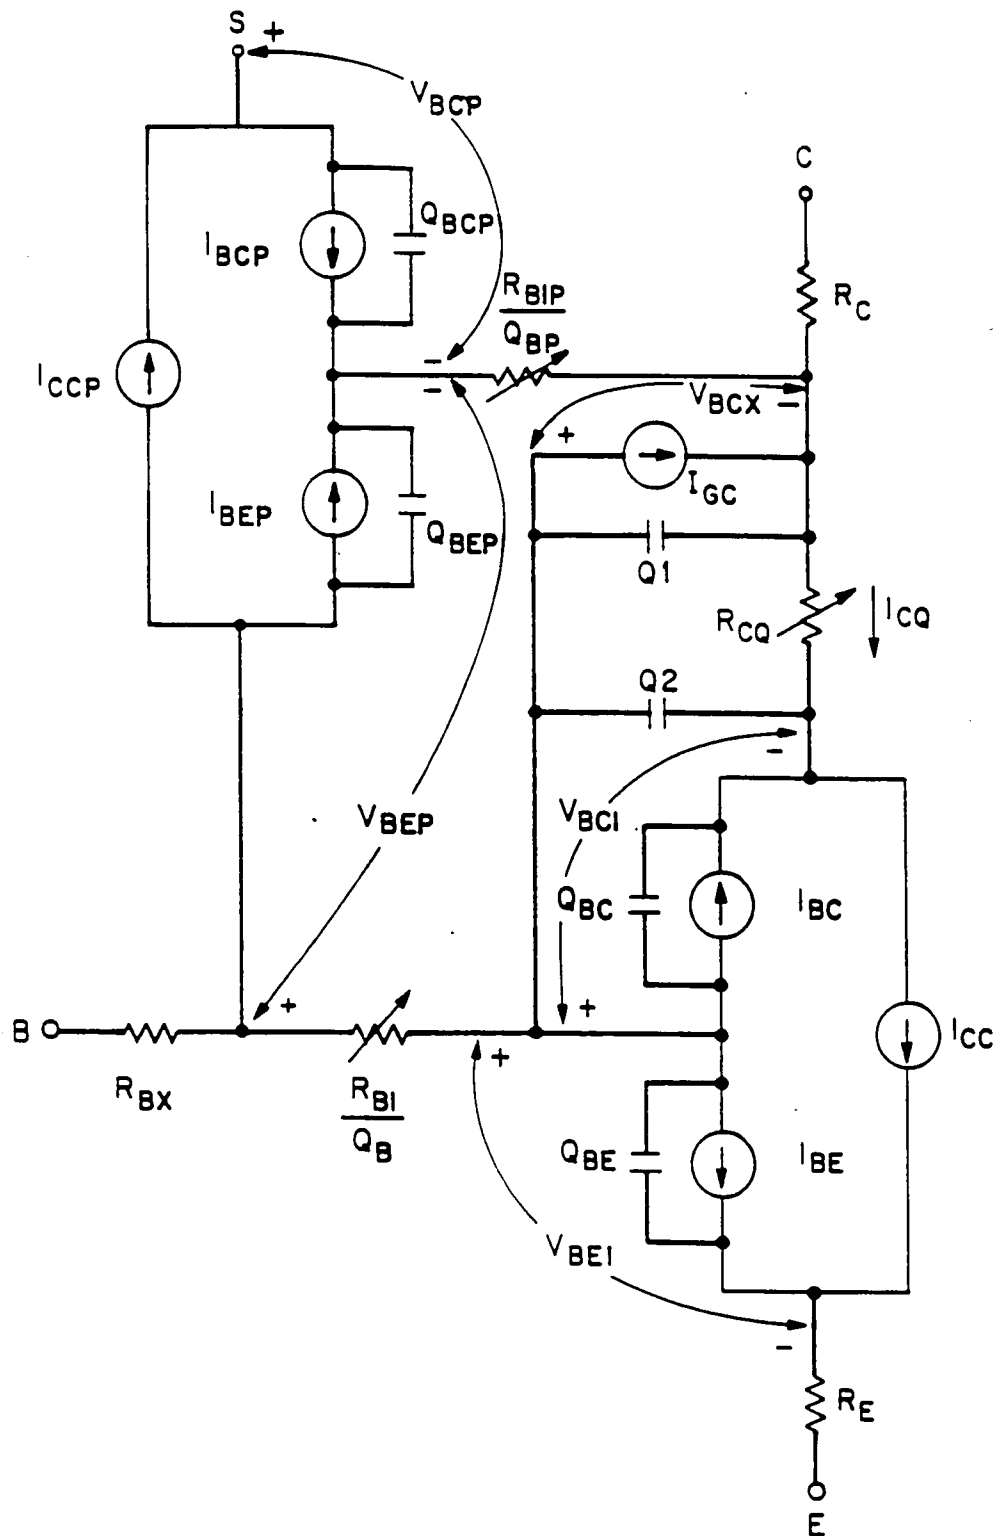 S +
V_BCP
C
Q_BCP
I_BCP
R_BIP
Q_BP
R_C
I_CCP
−
−
V_BCX −
+
I_GC
I_BEP
Q_BEP
Q1
R_CQ
I_CQ
Q2
−
V_BEP
V_BCI
Q_BC
I_BC
+
+
B
+
I_CC
R_BX
R_BI
Q_B
Q_BE
I_BE
V_BEI
−
R_E
E